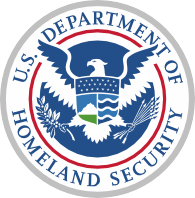 U.S. DEPARTMENT OF
HOMELAND SECURITY